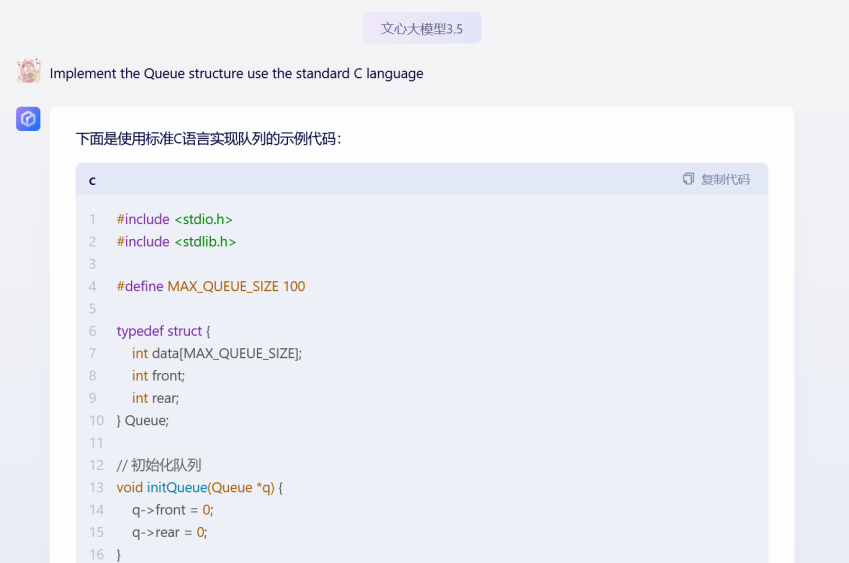 文心大模型3.5
Implement the Queue structure use the standard C language
下面是使用标准C语言实现队列的示例代码：
c
复制代码
1 #include <stdio.h>
2 #include <stdlib.h>
3
4 #define MAX_QUEUE_SIZE 100
5
6 typedef struct {
7 int data[MAX_QUEUE_SIZE];
8 int front;
9 int rear;
10 } Queue;
11
12 // 初始化队列
13 void initQueue(Queue *q) {
14 q->front = 0;
15 q->rear = 0;
16 }